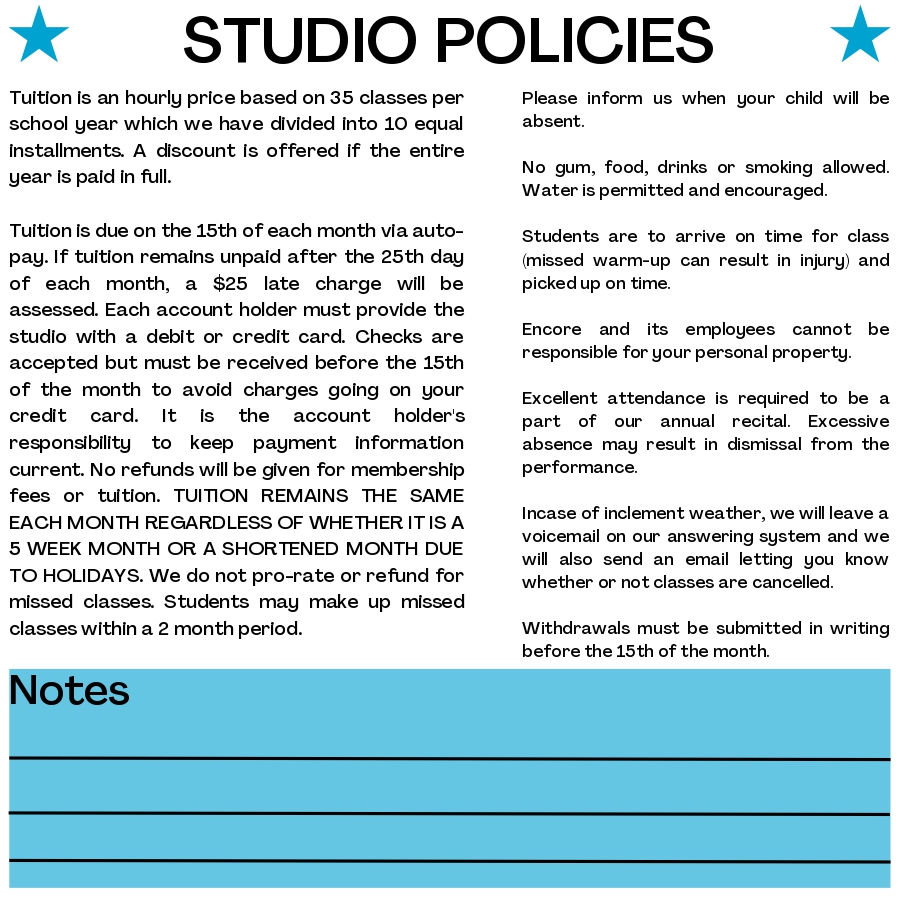 STUDIO POLICIES
Tuition is an hourly price based on 35 classes per
school year which we have divided into 10 equal
installments. A discount is offered if the entire
year is paid in full.
Tuition is due on the 15th of each month via auto-
pay. If tuition remains unpaid after the 25th day
of each month, a $25 late charge will be
assessed. Each account holder must provide the
studio with a debit or credit card. Checks are
accepted but must be received before the 15th
of the month to avoid charges going on your
credit card. It is the account holder's
responsibility to keep payment information
current. No refunds will be given for membership
fees or tuition. TUITION REMAINS THE SAME
EACH MONTH REGARDLESS OF WHETHER IT IS A
5 WEEK MONTH OR A SHORTENED MONTH DUE
TO HOLIDAYS. We do not pro-rate or refund for
missed classes. Students may make up missed
classes within a 2 month period.
Please inform us when your child will be
absent.
No gum, food, drinks or smoking allowed.
Water is permitted and encouraged.
Students are to arrive on time for class
(missed warm-up can result in injury) and
picked up on time.
Encore and its employees cannot be
responsible for your personal property.
Excellent attendance is required to be a
part of our annual recital. Excessive
absence may result in dismissal from the
performance.
Incase of inclement weather, we will leave a
voicemail on our answering system and we
will also send an email letting you know
whether or not classes are cancelled.
Withdrawals must be submitted in writing
before the 15th of the month.
Notes